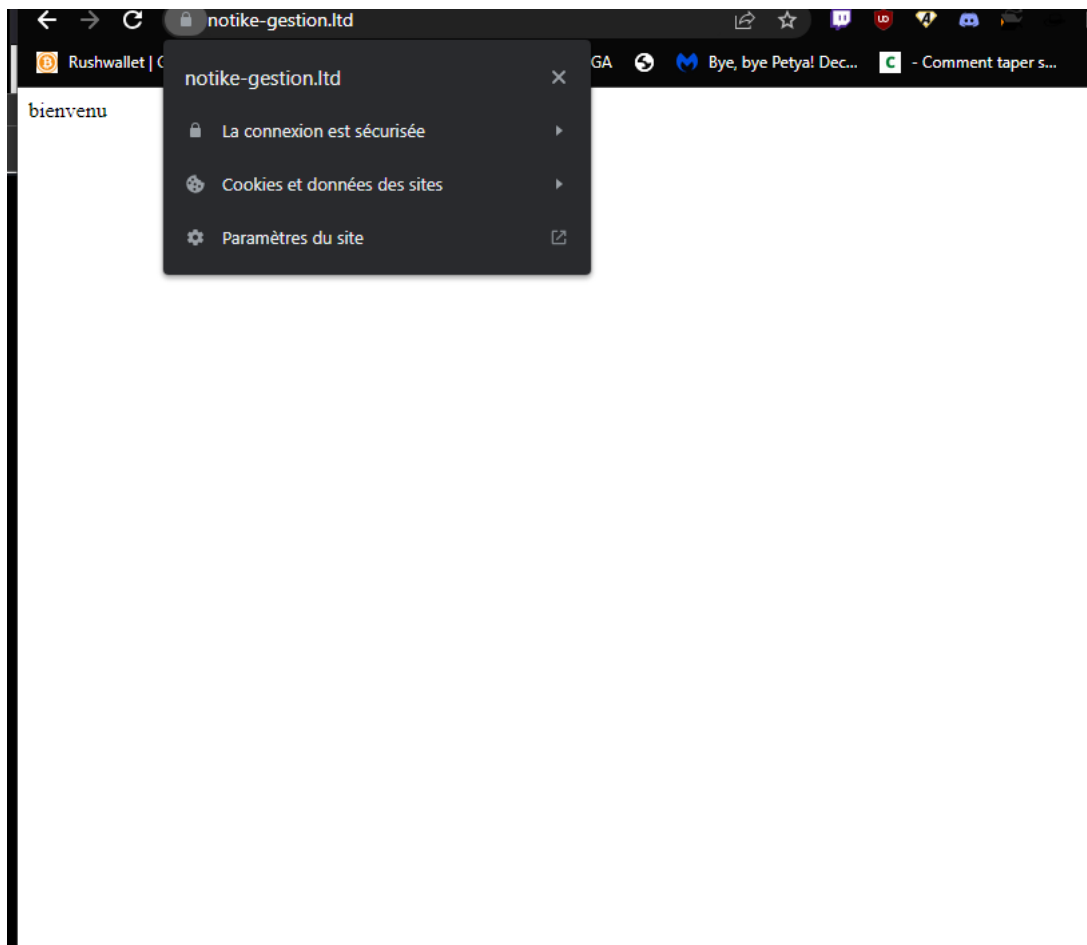 notike-gestion.ltd
Rushwallet |
GA
Bye, bye Petya! Dec...
C
- Comment taper s...
notike-gestion.ltd
La connexion est sécurisée
Cookies et données des sites
Paramètres du site
bienvenu